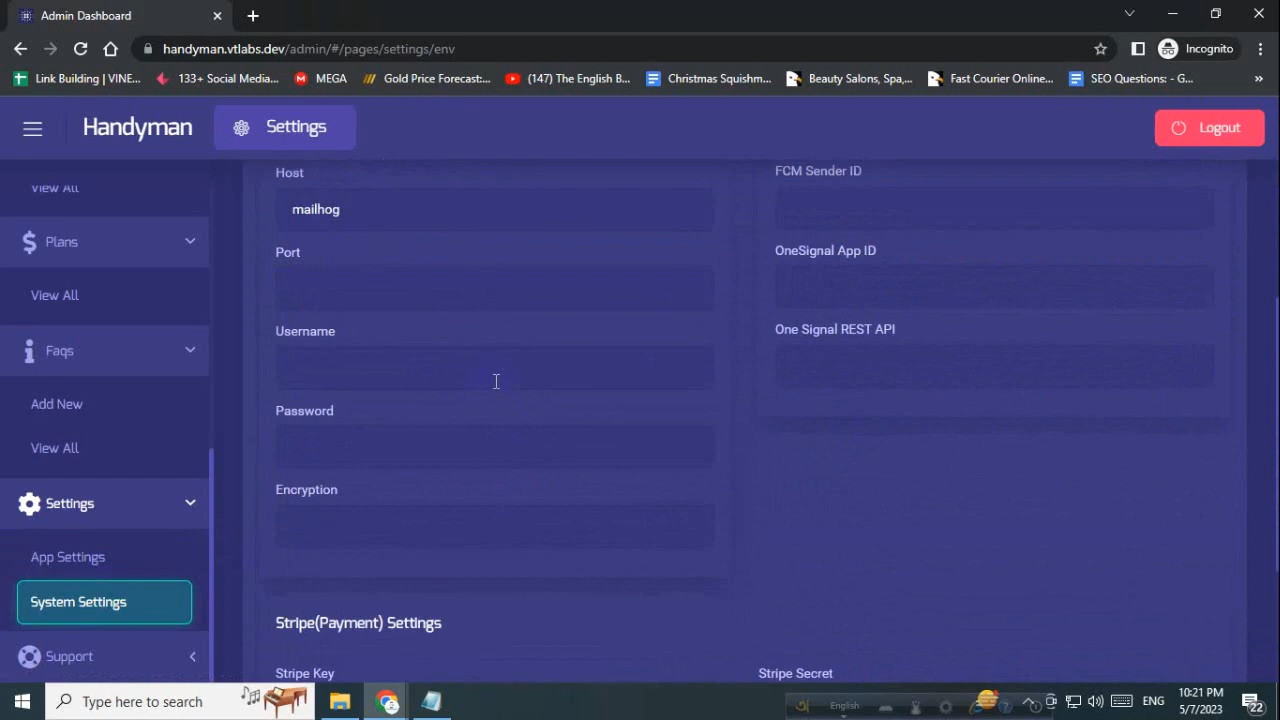 Admin Dashboard
handyman.vtlabs.dev/admin/#/pages/settings/env
Incognito
Link Building | VINE...
133+ Social Media...
MEGA
Gold Price Forecast:...
(147) The English B...
Christmas Squishm...
Beauty Salons, Spa,...
Fast Courier Online...
SEO Questions: - G...
Handyman
Settings
Logout
View All
Plans
View All
Faqs
Add New
View All
Settings
App Settings
System Settings
Support
Host
mailhog
Port
Username
Password
Encryption
FCM Sender ID
OneSignal App ID
One Signal REST API
Stripe(Payment) Settings
Stripe Key
Stripe Secret
Type here to search
English
ENG
10:21 PM
5/7/2023
22